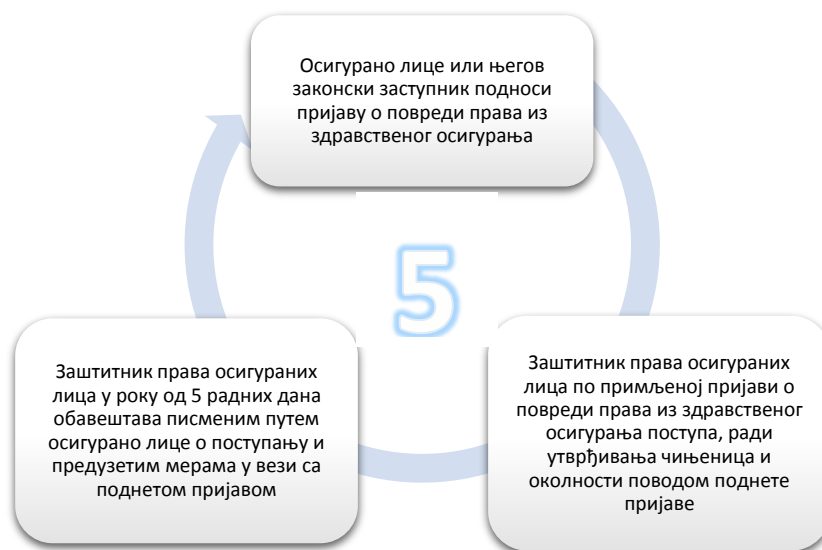 Осигурано лице или његов
законски заступник подноси
пријаву о повреди права из
здравственог осигурања
5
Заштитник права осигураних
лица по примљеној пријави о
повреди права из здравственог
осигурања поступа, ради
утврђивања чињеница и
околности поводом поднете
пријаве
Заштитник права осигураних
лица у року од 5 радних дана
обавештава писменим путем
осигурано лице о поступању и
предузетим мерама у вези са
поднетом пријавом